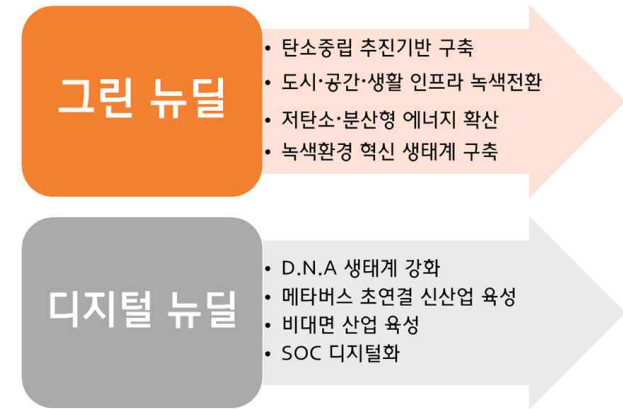 그린 뉴딜
• 탄소중립 추진기반 구축
• 도시·공간·생활 인프라 녹색전환
• 저탄소·분산형 에너지 확산
• 녹색환경 혁신 생태계 구축
디지털 뉴딜
• D.N.A 생태계 강화
• 메타버스 초연결 신산업 육성
• 비대면 산업 육성
• SOC 디지털화